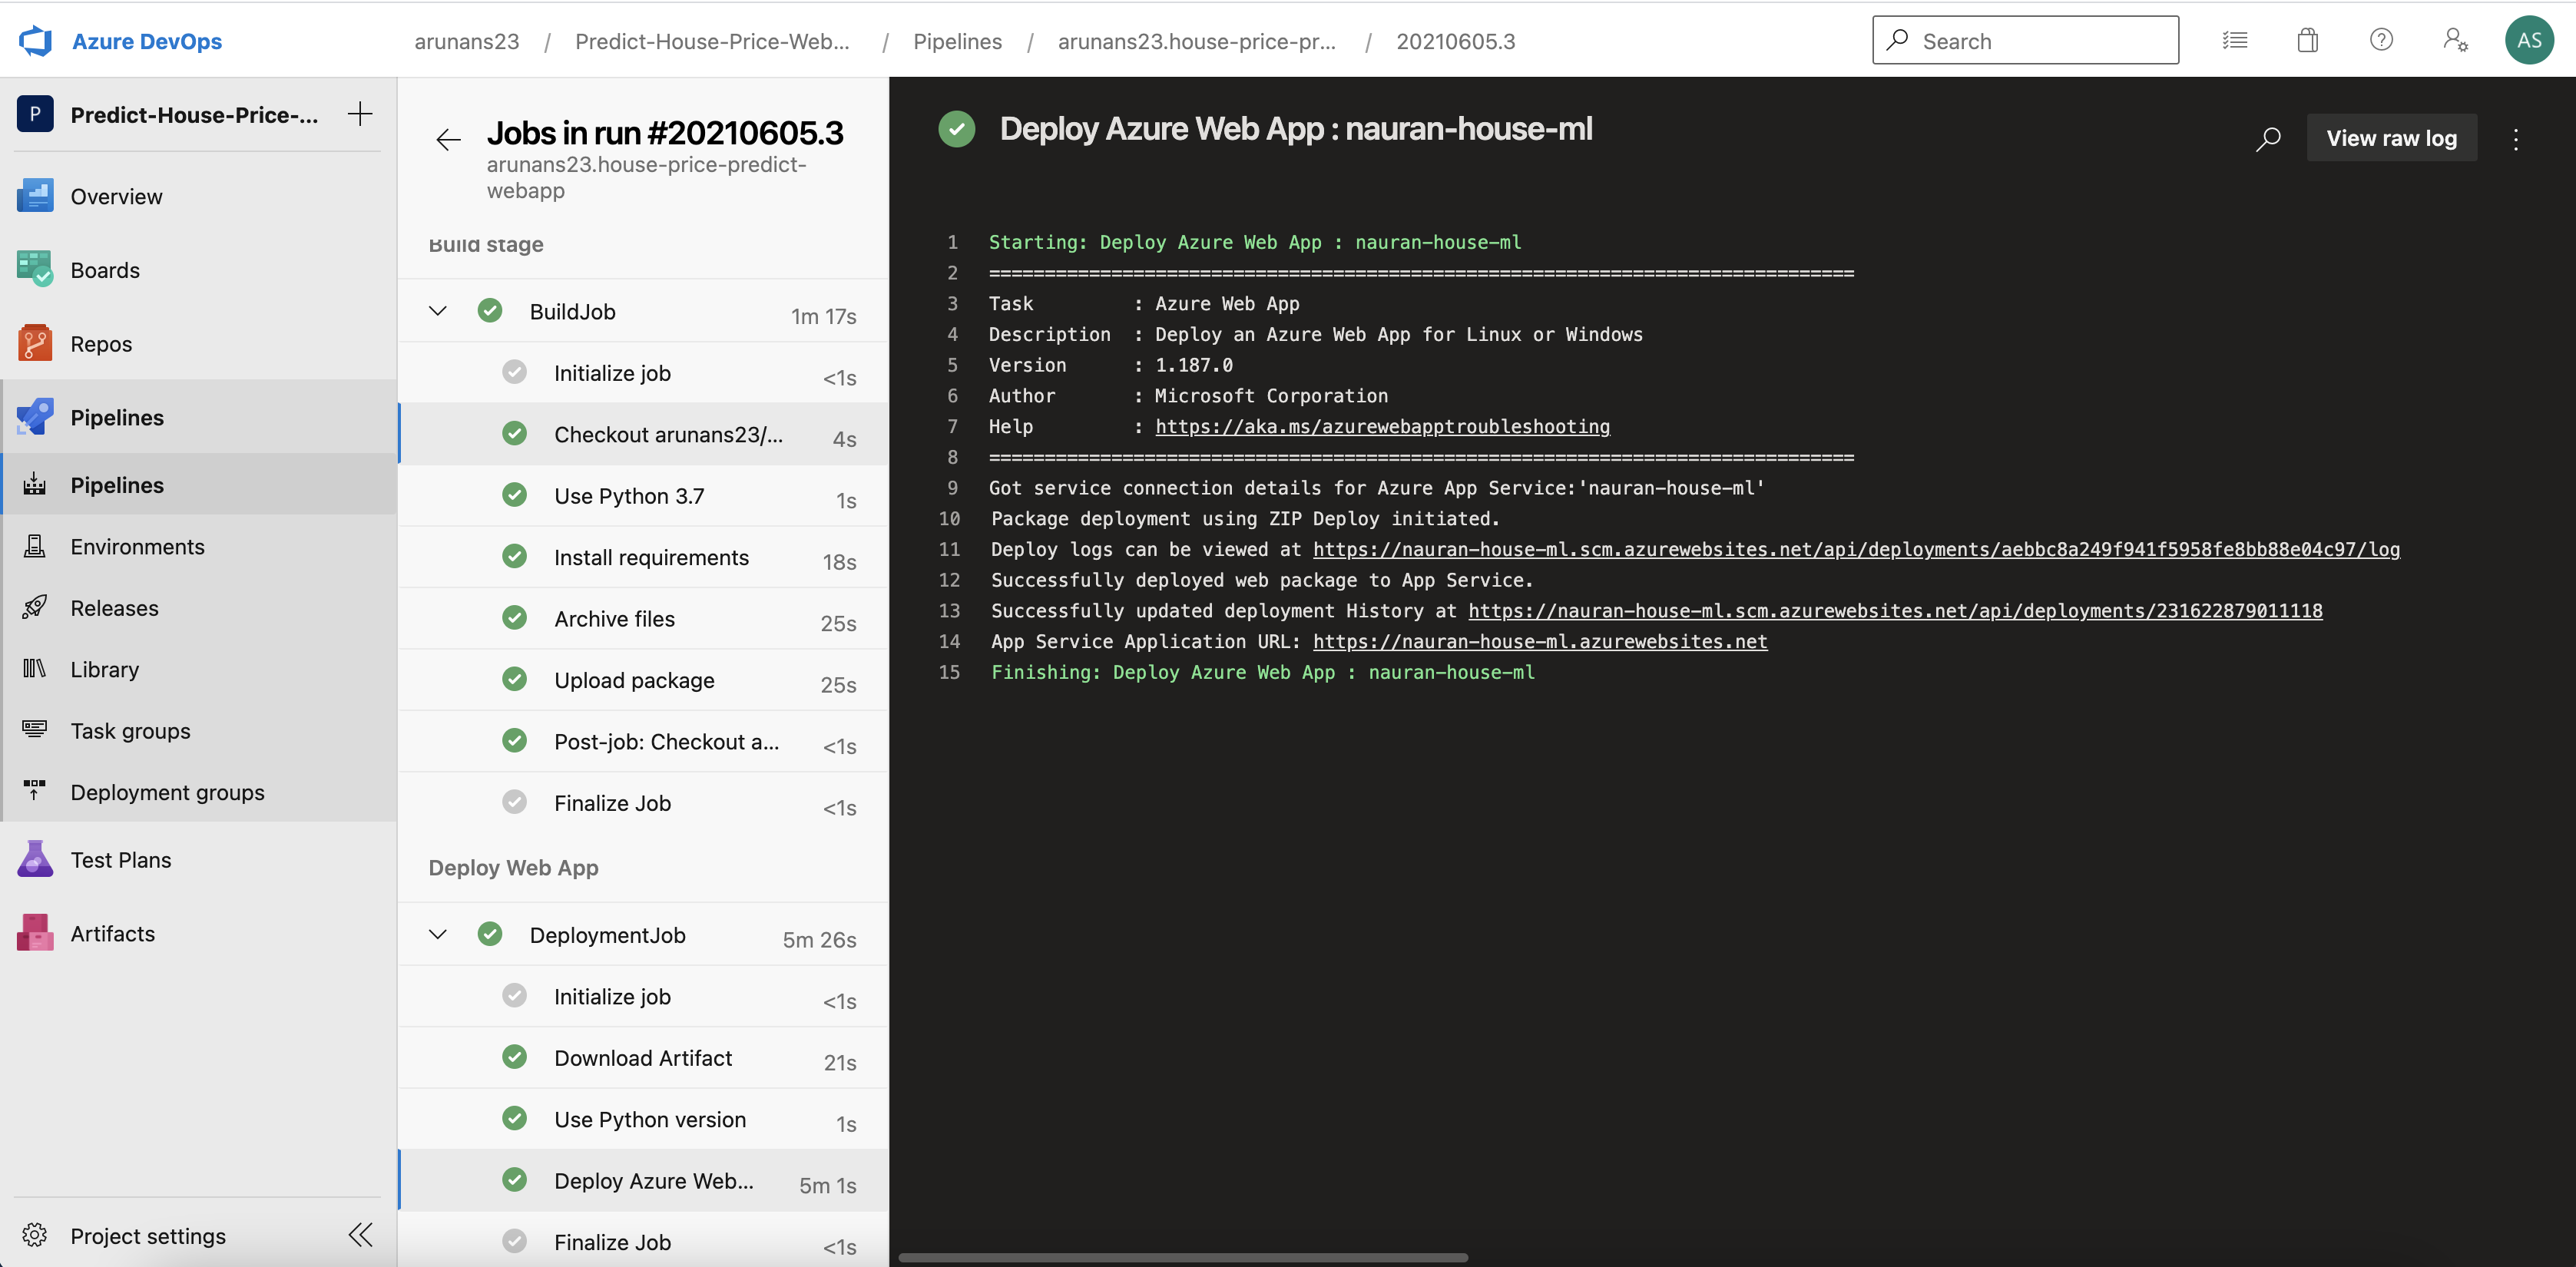 Azure DevOps
arunans23 / Predict-House-Price-Web... / Pipelines / arunans23.house-price-pr... / 20210605.3
Search
AS
P
Predict-House-Price-...
Overview
Boards
Repos
Pipelines
Pipelines
Environments
Releases
Library
Task groups
Deployment groups
Test Plans
Artifacts
Project settings
Jobs in run #20210605.3
arunans23.house-price-predict-
webapp
Build stage
BuildJob 1m 17s
Initialize job <1s
Checkout arunans23/... 4s
Use Python 3.7 1s
Install requirements 18s
Archive files 25s
Upload package 25s
Post-job: Checkout a... <1s
Finalize Job <1s
Deploy Web App
DeploymentJob 5m 26s
Initialize job <1s
Download Artifact 21s
Use Python version 1s
Deploy Azure Web... 5m 1s
Finalize Job <1s
Deploy Azure Web App : nauran-house-ml
View raw log
1 Starting: Deploy Azure Web App : nauran-house-ml
2 ==============================================================================
3 Task : Azure Web App
4 Description : Deploy an Azure Web App for Linux or Windows
5 Version : 1.187.0
6 Author : Microsoft Corporation
7 Help : https://aka.ms/azurewebapptroubleshooting
8 ==============================================================================
9 Got service connection details for Azure App Service:'nauran-house-ml'
10 Package deployment using ZIP Deploy initiated.
11 Deploy logs can be viewed at https://nauran-house-ml.scm.azurewebsites.net/api/deployments/aebbc8a249f941f5958fe8bb88e04c97/log
12 Successfully deployed web package to App Service.
13 Successfully updated deployment History at https://nauran-house-ml.scm.azurewebsites.net/api/deployments/231622879011118
14 App Service Application URL: https://nauran-house-ml.azurewebsites.net
15 Finishing: Deploy Azure Web App : nauran-house-ml